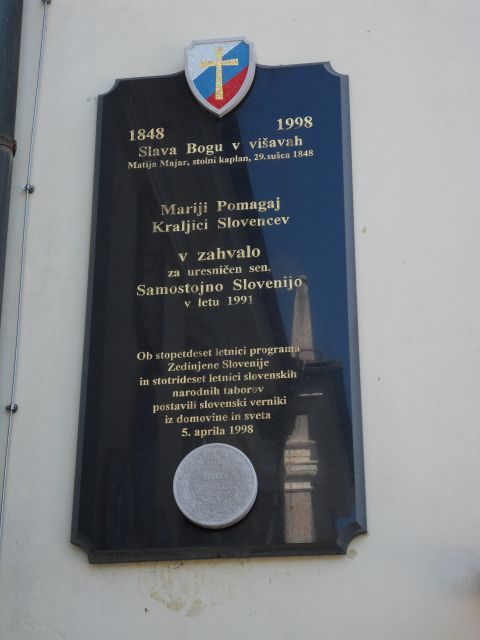 1848 1998
Slava Bogu v višavah
Matija Majar, stolni kaplan, 29. sušca 1848
Mariji Pomagaj
Kraljici Slovencev
v zahvalo
za uresničen sen,
Samostojno Slovenijo
v letu 1991
Ob stopetdeset letnici programa
Zedinjene Slovenije
in stotrideset letnici slovenskih
narodnih taborov
postavili slovenski verniki
iz domovine in sveta
5. aprila 1998